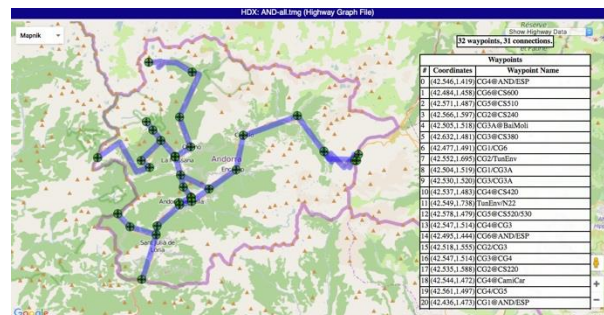 HDX: AND-all.tmg (Highway Graph File)
Mapnik
Show Highway Data
32 waypoints, 31 connections.
Waypoints
# Coordinates Waypoint Name
0 (42.546,1.419) CG4@AND/ESP
1 (42.484,1.458) CG6@CS600
2 (42.571,1.487) CG5@CS510
3 (42.566,1.597) CG2@CS240
4 (42.505,1.518) CG3A@BaiMoli
5 (42.632,1.481) CG3@CS380
6 (42.477,1.491) CG1/CG6
7 (42.552,1.695) CG2/TunEnv
8 (42.504,1.519) CG1/CG3A
9 (42.530,1.520) CG3/CG3A
10 (42.537,1.483) CG4@CS420
11 (42.549,1.738) TunEnv/N22
12 (42.578,1.479) CG5@CS520/530
13 (42.547,1.514) CG4@CG3
14 (42.495,1.444) CG6@AND/ESP
15 (42.518,1.555) CG2/CG3
16 (42.547,1.514) CG3@CG4
17 (42.535,1.588) CG2@CS220
18 (42.544,1.472) CG4@CamiCar
19 (42.561,1.497) CG4/CG5
20 (42.436,1.473) CG1@AND/ESP
Andorra
Sant Julià de
Lòria
Google